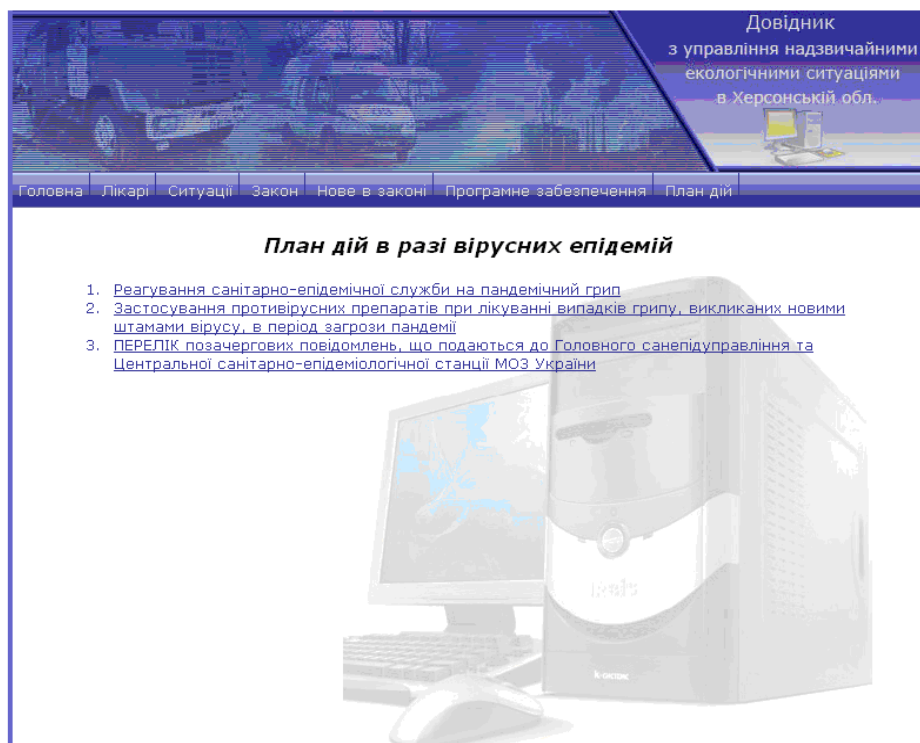 Довідник
з управління надзвичайними
екологічними ситуаціями
в Херсонській обл.
Головна Лікарі Ситуації Закон Нове в законі Програмне забезпечення План дій
План дій в разі вірусних епідемій
1. Реагування санітарно-епідемічної служби на пандемічний грип
2. Застосування противірусних препаратів при лікуванні випадків грипу, викликаних новими
штамами вірусу, в період загрози пандемії
3. ПЕРЕЛІК позачергових повідомлень, що подаються до Головного санепідуправління та
Центральної санітарно-епідеміологічної станції МОЗ України